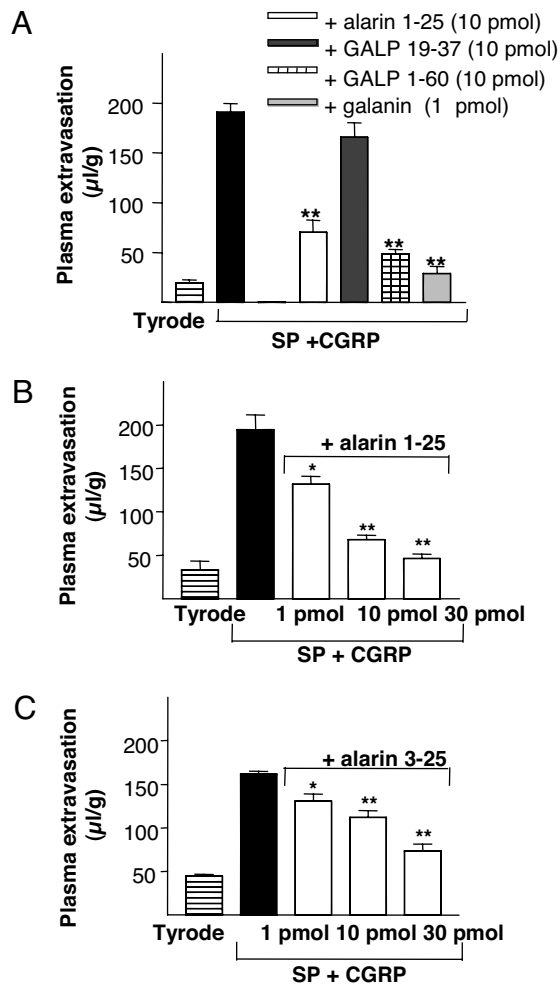 A
+ alarin 1-25 (10 pmol)
+ GALP 19-37 (10 pmol)
+ GALP 1-60 (10 pmol)
+ galanin (1 pmol)
Plasma extravasation
(µl/g)
200
150
100
50
**
**
**
Tyrode
SP +CGRP
B
Plasma extravasation
(µl/g)
200
150
100
50
+ alarin 1-25
*
**
**
Tyrode 1 pmol 10 pmol 30 pmol
SP + CGRP
C
Plasma extravasation
(µl/g)
200
150
100
50
+ alarin 3-25
*
**
**
Tyrode 1 pmol 10 pmol 30 pmol
SP + CGRP